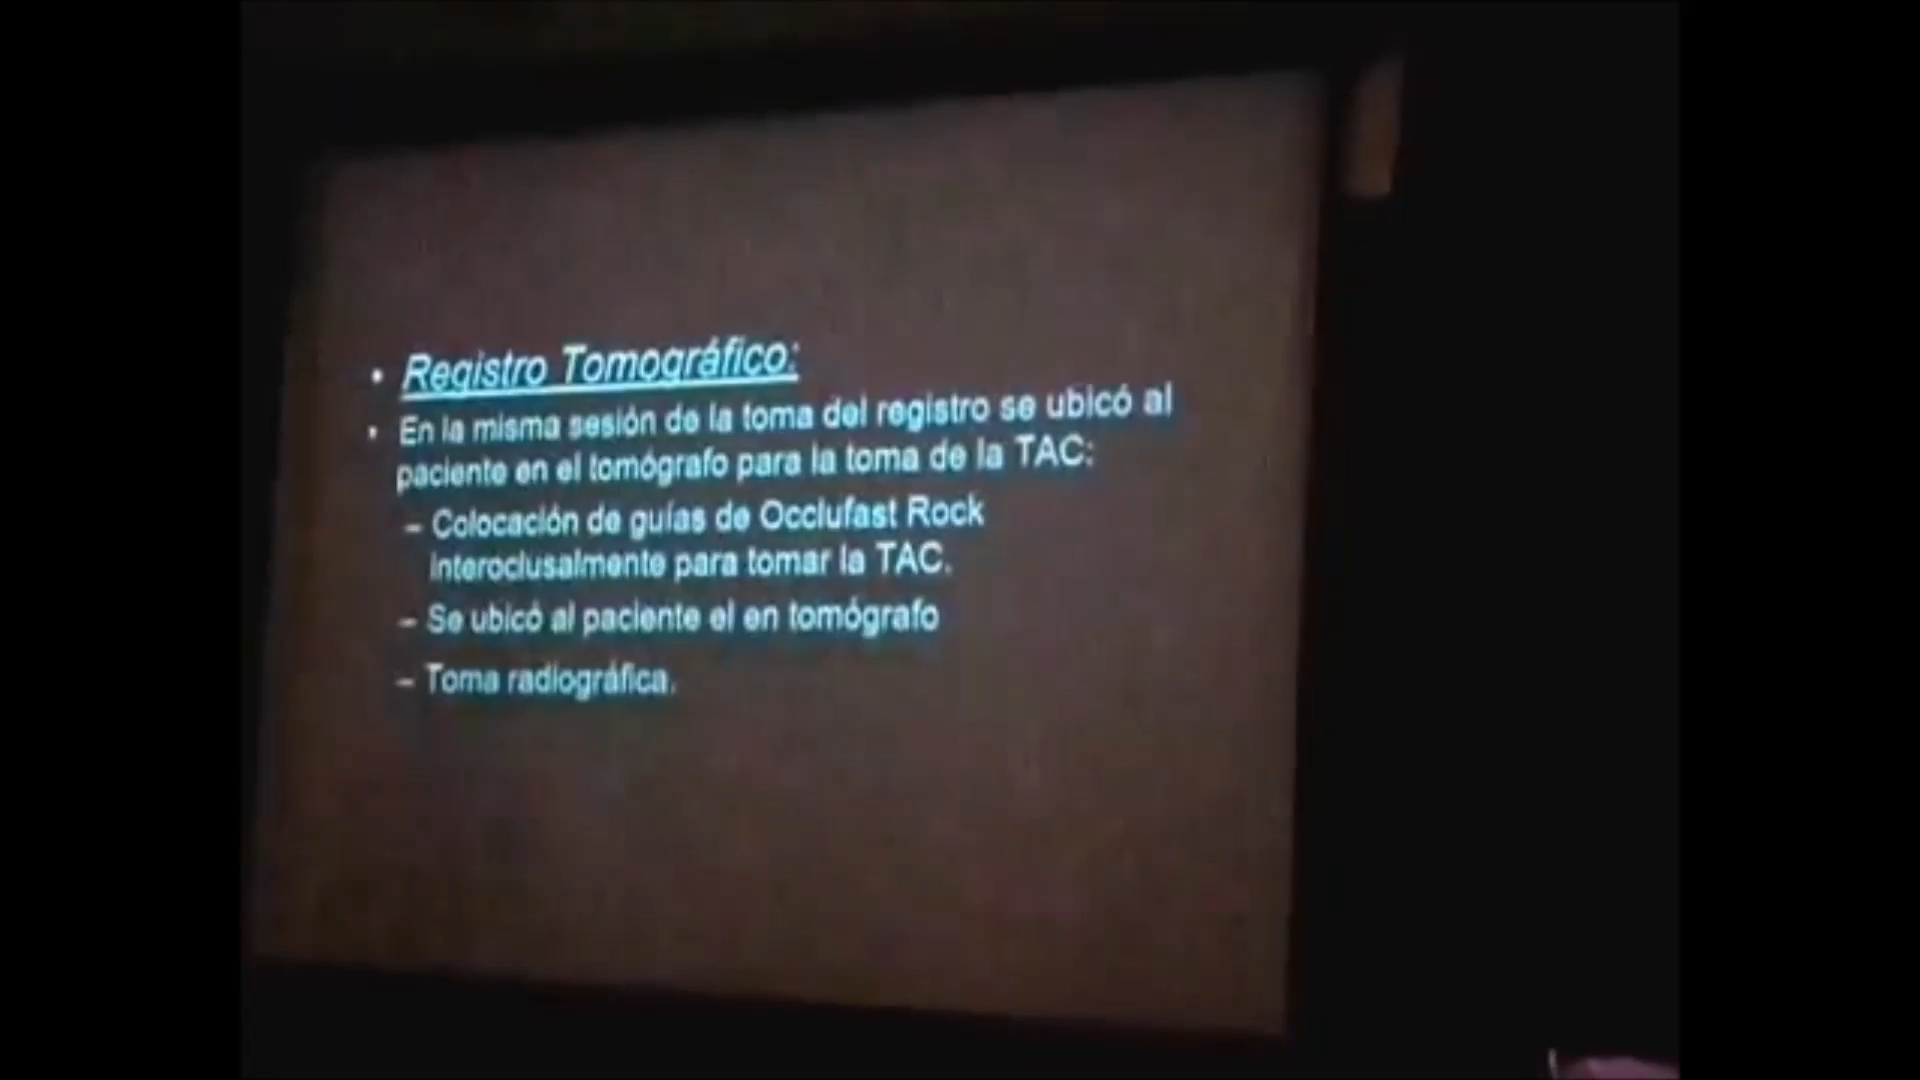 • Registro Tomográfico:
• En la misma sesión de la toma del registro se ubicó al
paciente en el tomógrafo para la toma de la TAC:
– Colocación de guías de Occlufast Rock
interoclusalmente para tomar la TAC.
– Se ubicó al paciente el en tomógrafo
– Toma radiográfica.